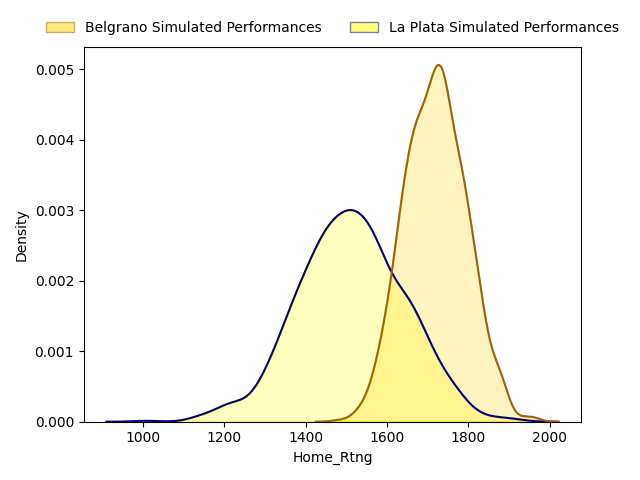 Belgrano Simulated Performances La Plata Simulated Performances
0.005
0.004
0.003
0.002
0.001
0.000
Density
1000 1200 1400 1600 1800 2000
Home_Rtng